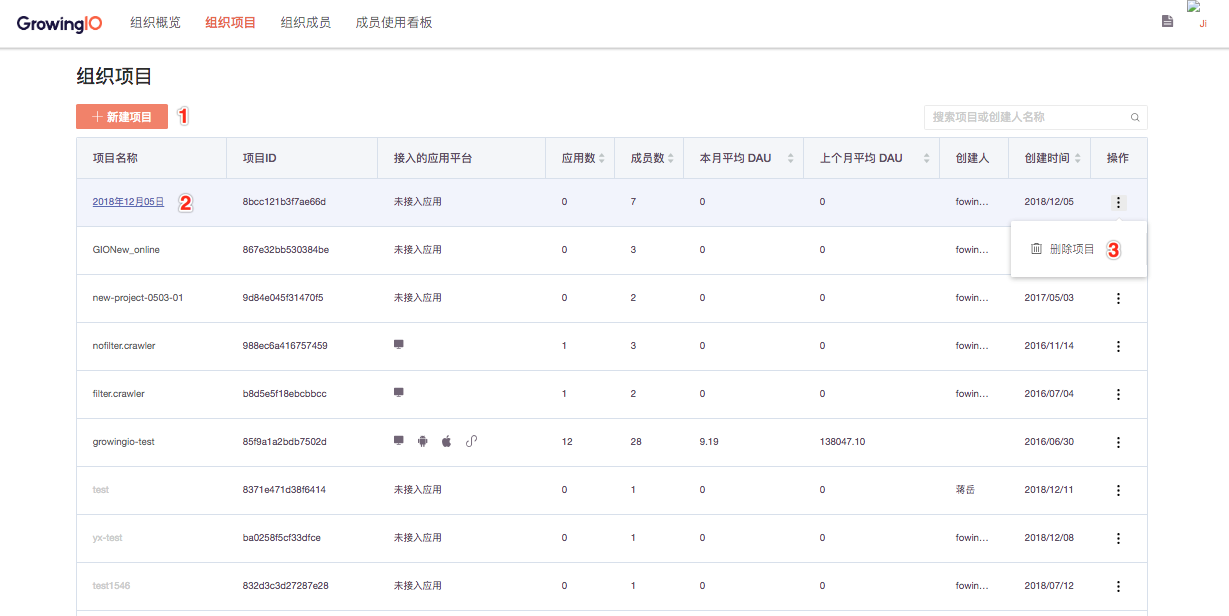 GrowingIO 组织概览 组织项目 组织成员 成员使用看板 Ji
组织项目
新建项目 1 搜索项目或创建人名称
项目名称 项目ID 接入的应用平台 应用数 成员数 本月平均 DAU 上个月平均 DAU 创建人 创建时间 操作
2018年12月05日 2 8bcc121b3f7ae66d 未接入应用 0 7 0 0 fowin... 2018/12/05
GIONew_online 867e32bb530384be 未接入应用 0 3 0 0 fowin... 删除项目 3
new-project-0503-01 9d84e045f31470f5 未接入应用 0 2 0 0 fowin... 2017/05/03
nofilter.crawler 988ec6a416757459 1 3 0 0 fowin... 2016/11/14
filter.crawler b8d5e5f18ebcbbcc 1 2 0 0 fowin... 2016/07/04
growingio-test 85f9a1a2bdb7502d 12 28 9.19 138047.10 2016/06/30
test 8371e471d38f6414 未接入应用 0 1 0 0 蒋岳 2018/12/11
yx-test ba0258f5cf33dfce 未接入应用 0 1 0 0 fowin... 2018/12/08
test1546 832d3c3d27287e28 未接入应用 0 1 0 0 fowin... 2018/07/12